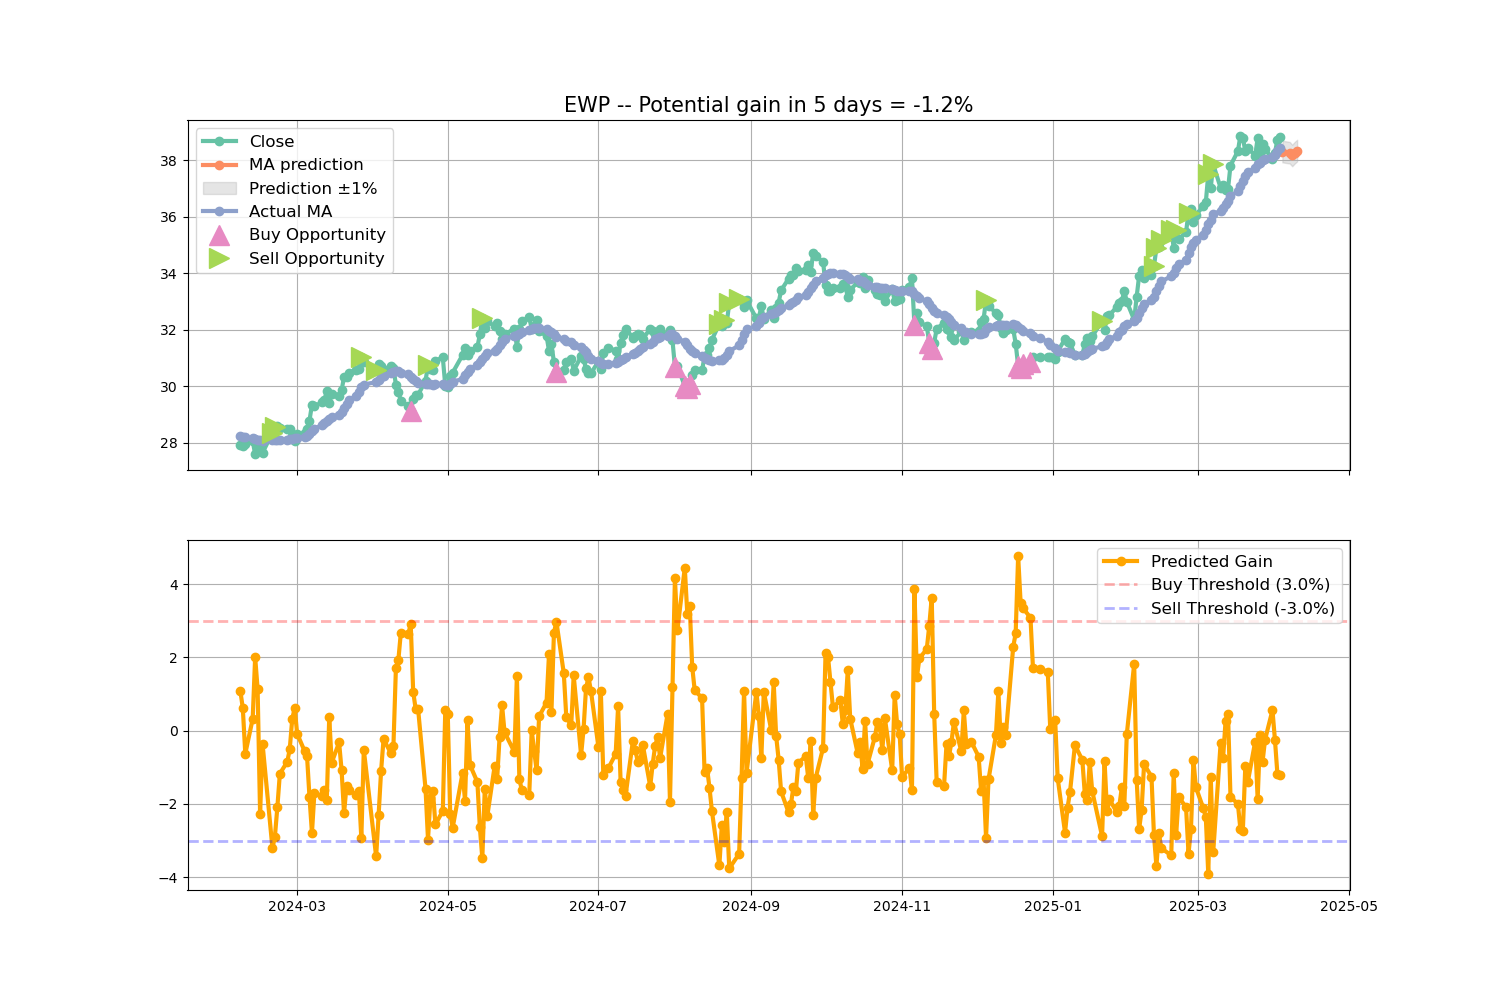 EWP -- Potential gain in 5 days = -1.2%
Close
MA prediction
Prediction ±1%
Actual MA
Buy Opportunity
Sell Opportunity
38
36
34
32
30
28
Predicted Gain
Buy Threshold (3.0%)
Sell Threshold (-3.0%)
4
2
0
−2
−4
2024-03 2024-05 2024-07 2024-09 2024-11 2025-01 2025-03 2025-05